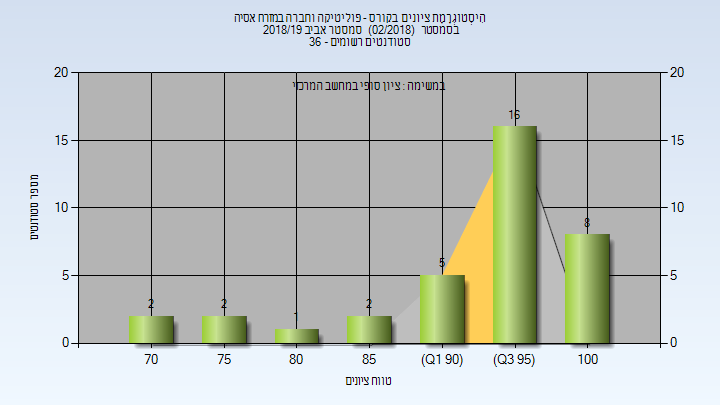 היסטוגרמת ציונים בקורס - פוליטיקה וחברה במזרח אסיה
בסמסטר (02/2018) סמסטר אביב 2018/19
סטודנטים רשומים - 36
במשימה : ציון סופי במחשב המרכזי
20 20
15 15
10 10
5 5
0 0
מספר סטודנטים
2 2 1 2 5 16 8
70 75 80 85 (Q1 90) (Q3 95) 100
טווח ציונים